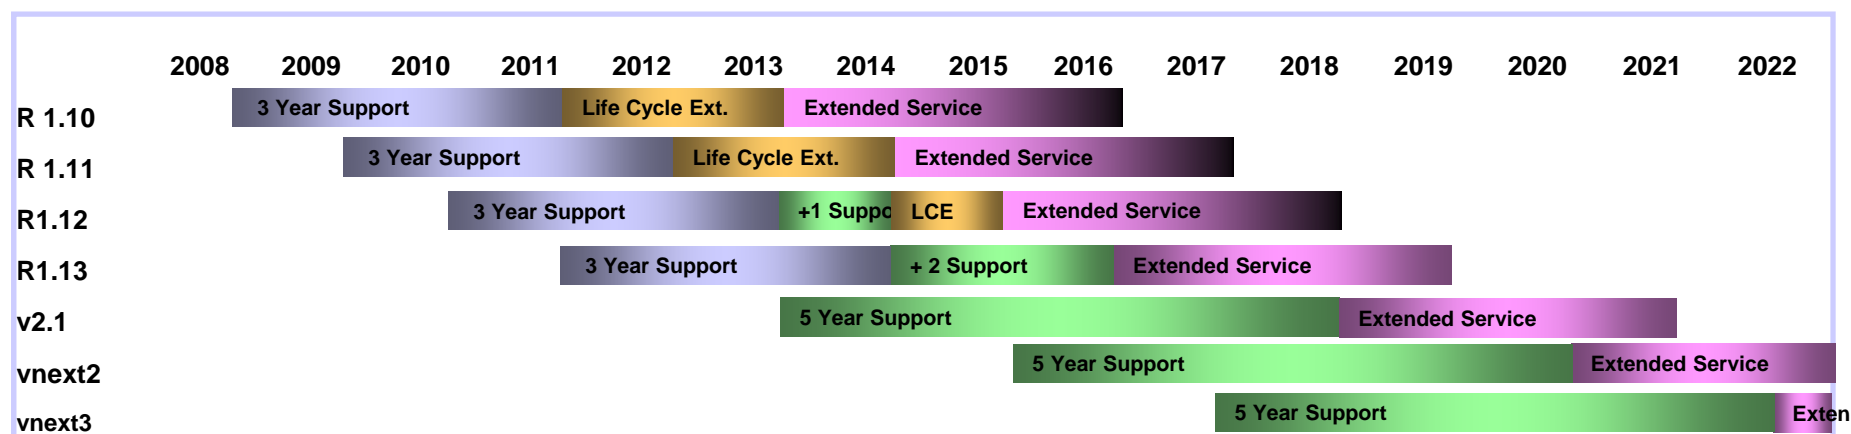 2008 2009 2010 2011 2012 2013 2014 2015 2016 2017 2018 2019 2020 2021 2022
R 1.10 3 Year Support Life Cycle Ext. Extended Service
R 1.11 3 Year Support Life Cycle Ext. Extended Service
R1.12 3 Year Support +1 Suppo LCE Extended Service
R1.13 3 Year Support + 2 Support Extended Service
v2.1 5 Year Support Extended Service
vnext2 5 Year Support Extended Service
vnext3 5 Year Support Exten